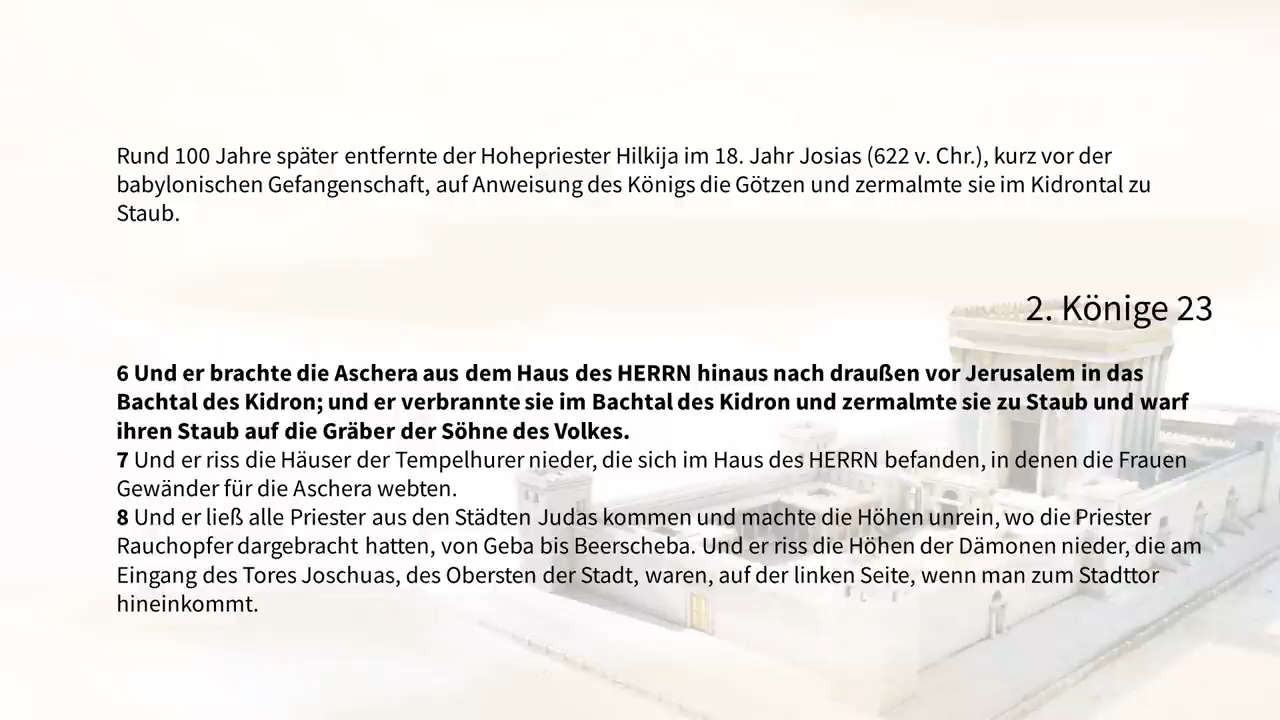 Rund 100 Jahre später entfernte der Hohepriester Hilkija im 18. Jahr Josias (622 v. Chr.), kurz vor der
babylonischen Gefangenschaft, auf Anweisung des Königs die Götzen und zermalmte sie im Kidrontal zu
Staub.
2. Könige 23
6 Und er brachte die Aschera aus dem Haus des HERRN hinaus nach draußen vor Jerusalem in das
Bachtal des Kidron; und er verbrannte sie im Bachtal des Kidron und zermalmte sie zu Staub und warf
ihren Staub auf die Gräber der Söhne des Volkes.
7 Und er riss die Häuser der Tempelhurer nieder, die sich im Haus des HERRN befanden, in denen die Frauen
Gewänder für die Aschera webten.
8 Und er ließ alle Priester aus den Städten Judas kommen und machte die Höhen unrein, wo die Priester
Rauchopfer dargebracht hatten, von Geba bis Beerscheba. Und er riss die Höhen der Dämonen nieder, die am
Eingang des Tores Joschuas, des Obersten der Stadt, waren, auf der linken Seite, wenn man zum Stadttor
hineinkommt.